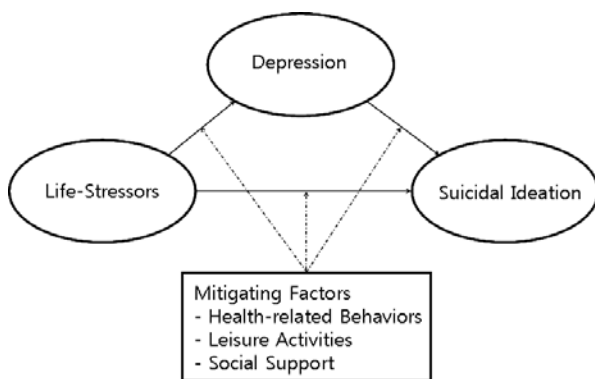 Depression
Life-Stressors
Suicidal Ideation
Mitigating Factors
- Health-related Behaviors
- Leisure Activities
- Social Support